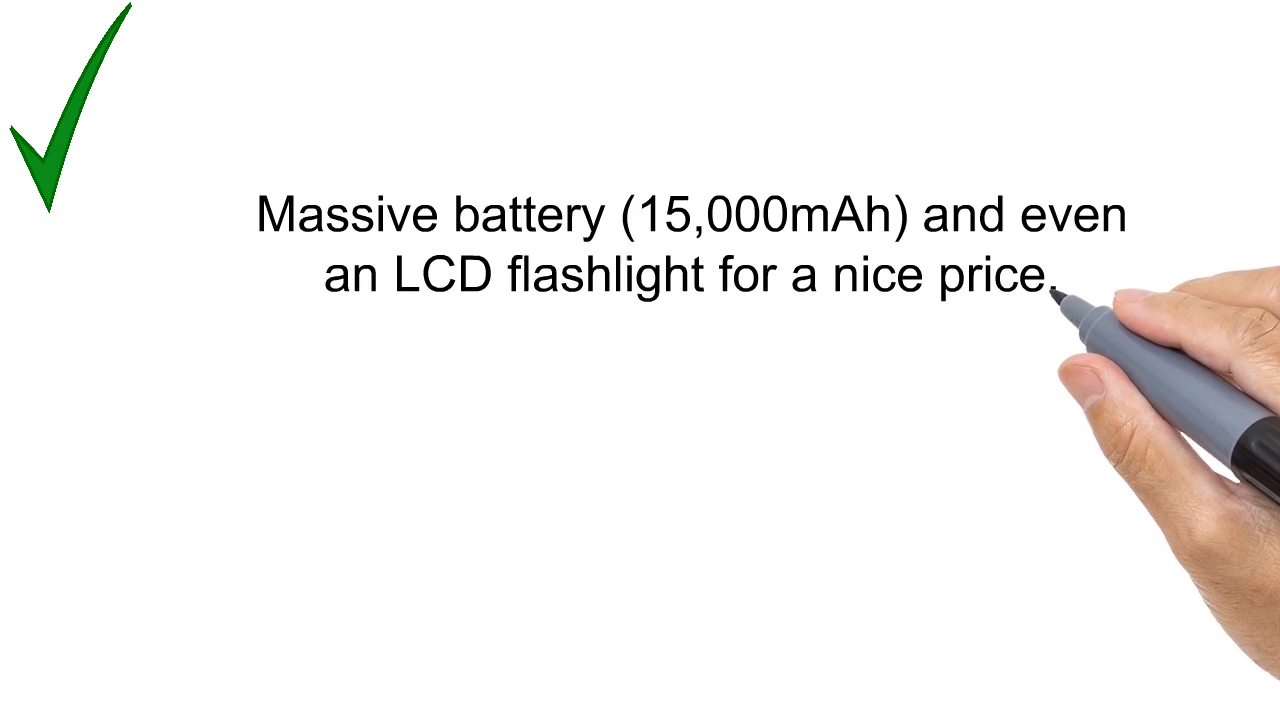 Massive battery (15,000mAh) and even
an LCD flashlight for a nice price.